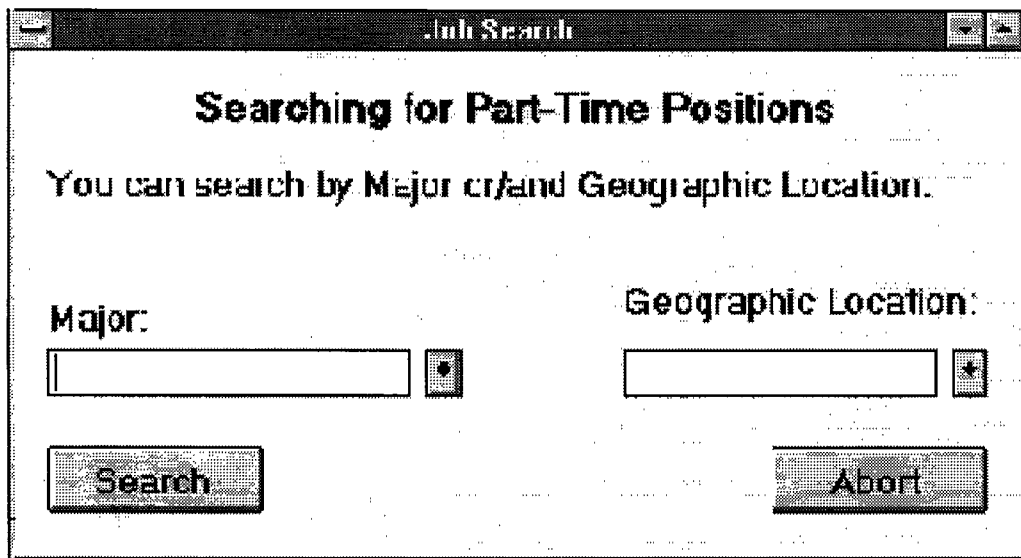 Job Search
Searching for Part-Time Positions
You can search by Major or/and Geographic Location.
Geographic Location:
Major:
Search
Abort